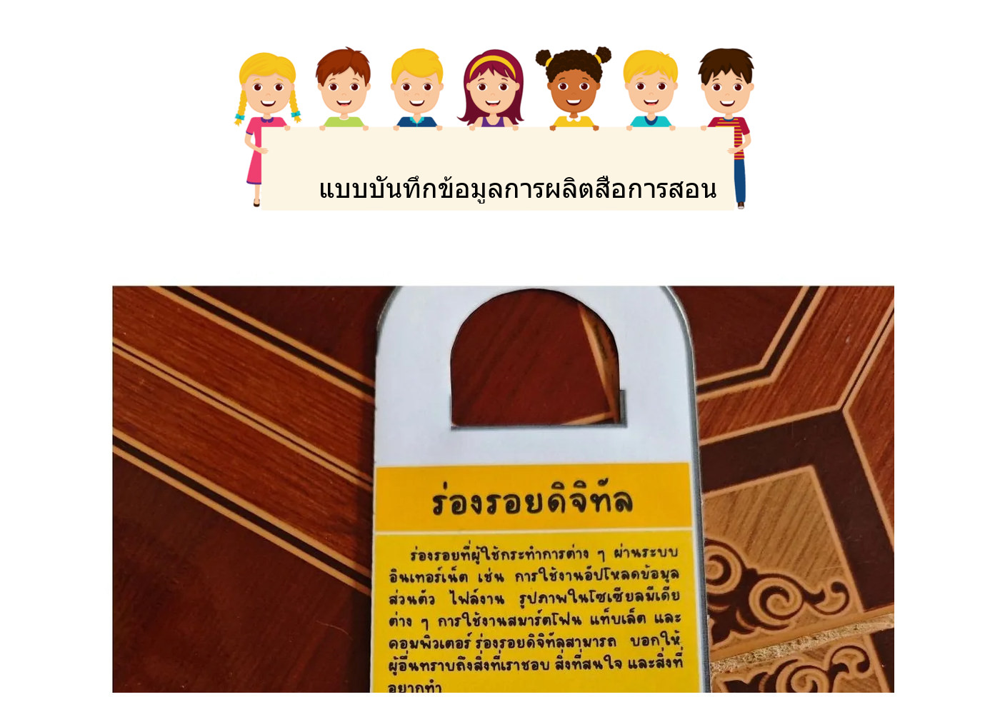 แบบบันทึกข้อมูลการผลิตสื่อการสอน
ร่องรอยดิจิทัล
ร่องรอยที่ผู้ใช้กระทำการต่าง ๆ ผ่านระบบ
อินเทอร์เน็ต เช่น การใช้งานอัปโหลดข้อมูล
ส่วนตัว ไฟล์งาน รูปภาพในโซเซียลมีเดีย
ต่าง ๆ การใช้งานสมาร์ตโฟน แท็บเล็ต และ
คอมพิวเตอร์ ร่องรอยดิจิทัลสามารถ บอกให้
ผู้อื่นทราบถึงสิ่งที่เราชอบ สิ่งที่สนใจ และสิ่งที่
อยากทำ